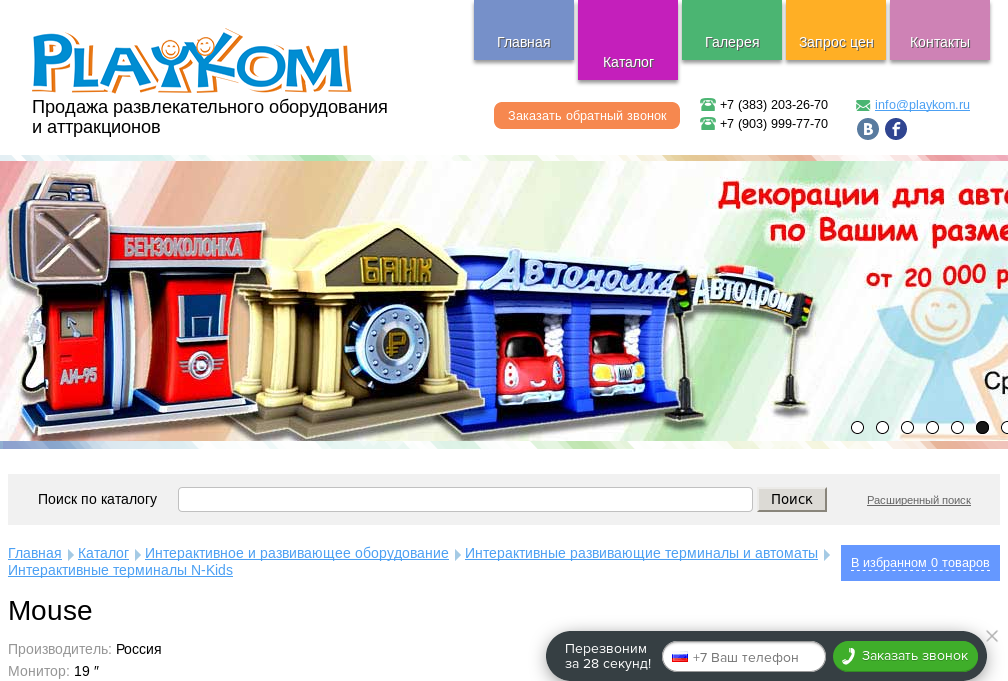 PLAYKOM
Продажа развлекательного оборудования
и аттракционов
Главная
Каталог
Галерея
Запрос цен
Контакты
Заказать обратный звонок
+7 (383) 203-26-70
+7 (903) 999-77-70
info@playkom.ru
Декорации для авто
по Вашим разме
от 20 000 р
Ср
БЕНЗОКОЛОНКА
АИ-95
БАНК
АВТОМОЙКА
АВТОДРОМ
Поиск по каталогу
Поиск
Расширенный поиск
Главная Каталог Интерактивное и развивающее оборудование Интерактивные развивающие терминалы и автоматы
Интерактивные терминалы N-Kids
В избранном 0 товаров
Mouse
Производитель: Россия
Монитор: 19 ″
Перезвоним
за 28 секунд!
+7 Ваш телефон
Заказать звонок